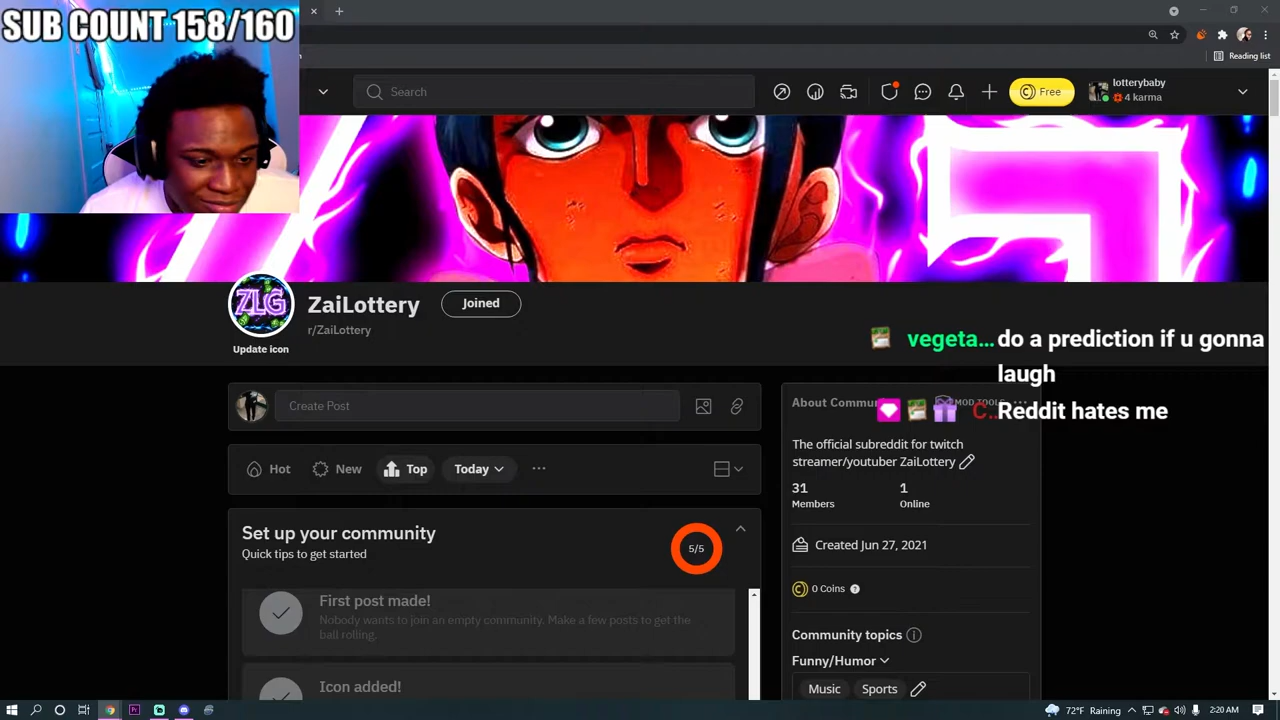 SUB COUNT 158/160
Reading list
Search
Free
lotterybaby
4 karma
ZLG
ZaiLottery
Joined
r/ZaiLottery
Update icon
vegeta... do a prediction if u gonna
laugh
C.. Reddit hates me
Create Post
About Commu
MOD TOOLS
The official subreddit for twitch
streamer/youtuber ZaiLottery
Hot
New
Top
Today
31
1
Members
Online
Set up your community
Quick tips to get started
5/5
Created Jun 27, 2021
0 Coins
First post made!
Nobody wants to join an empty community. Make a few posts to get the
ball rolling.
Community topics
Funny/Humor
Music
Sports
Icon added!
72°F Raining
2:20 AM